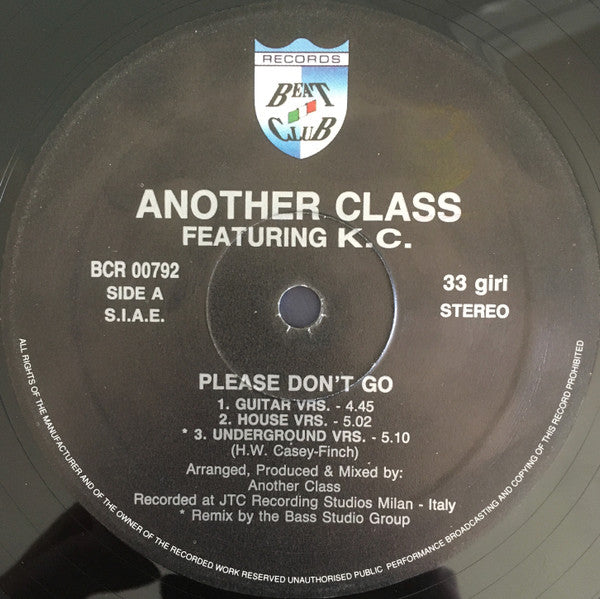 RECORDS
BEAT
CLUB
ANOTHER CLASS
FEATURING K.C.
BCR 00792
SIDE A
S.I.A.E.
33 giri
STEREO
PLEASE DON'T GO
1. GUITAR VRS. - 4.45
2. HOUSE VRS. - 5.02
* 3. UNDERGROUND VRS. - 5.10
(H.W. Casey-Finch)
Arranged, Produced & Mixed by:
Another Class
Recorded at JTC Recording Studios Milan - Italy
* Remix by the Bass Studio Group
ALL RIGHTS OF THE MANUFACTURER AND OF THE OWNER OF THE RECORDED WORK RESERVED UNAUTHORISED PUBLIC PERFORMANCE BROADCASTING AND COPYING OF THIS RECORD PROHIBITED